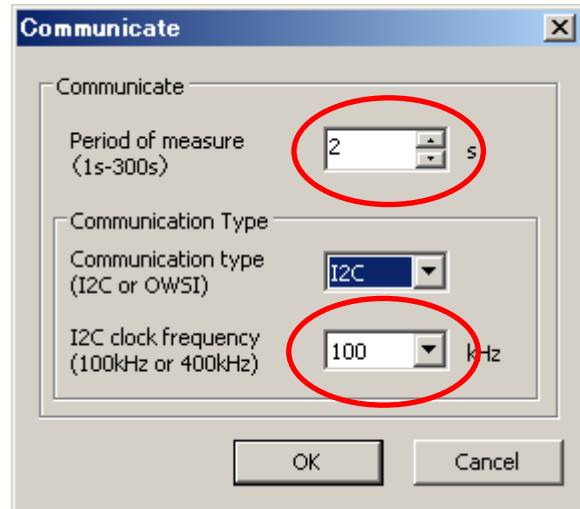 Communicate
Communicate
Period of measure
(1s-300s)
2
s
Communication Type
Communication type
(I2C or OWSI)
I2C
I2C clock frequency
(100kHz or 400kHz)
100
kHz
OK
Cancel